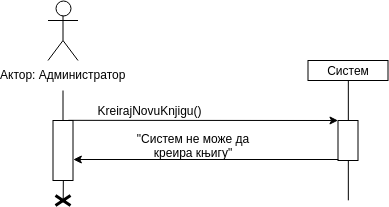 Актор: Администратор
Систем
KreirajNovuKnjigu()
"Систем не може да
креира књигу"